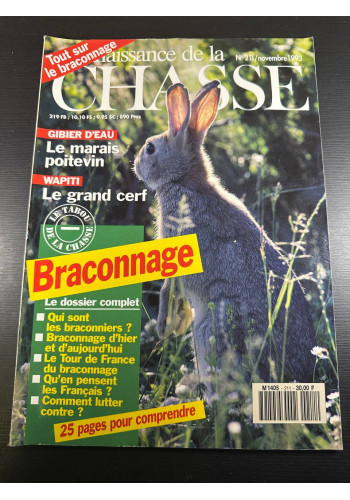 Tout sur
le braconnage
naissance de la
CHASSE
N° 211/novembre 1993
219 FB / 10,10 FS / 9,95 $C / 890 Ptas
GIBIER D'EAU
Le marais
poitevin
WAPITI
Le grand cerf
LE TABOU
DE LA CHASSE
Braconnage
Le dossier complet
Qui sont
les braconniers ?
Braconnage d'hier
et d'aujourd'hui
Le Tour de France
du braconnage
Qu'en pensent
les Français ?
Comment lutter
contre ?
25 pages pour comprendre
M 1405 - 211 - 30,00 F